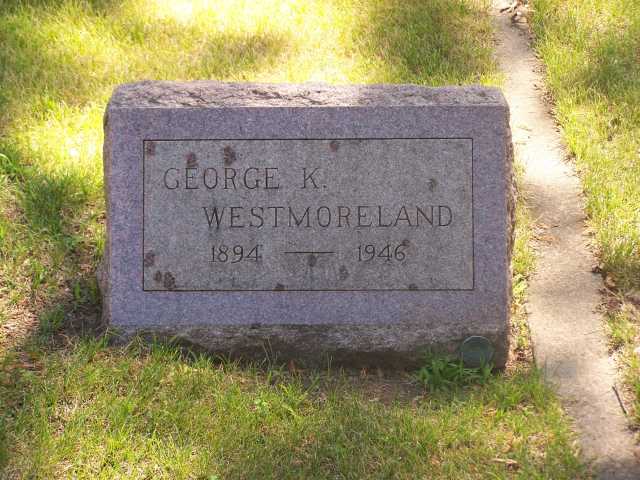 GEORGE K.
WESTMORELAND
1894 — 1946